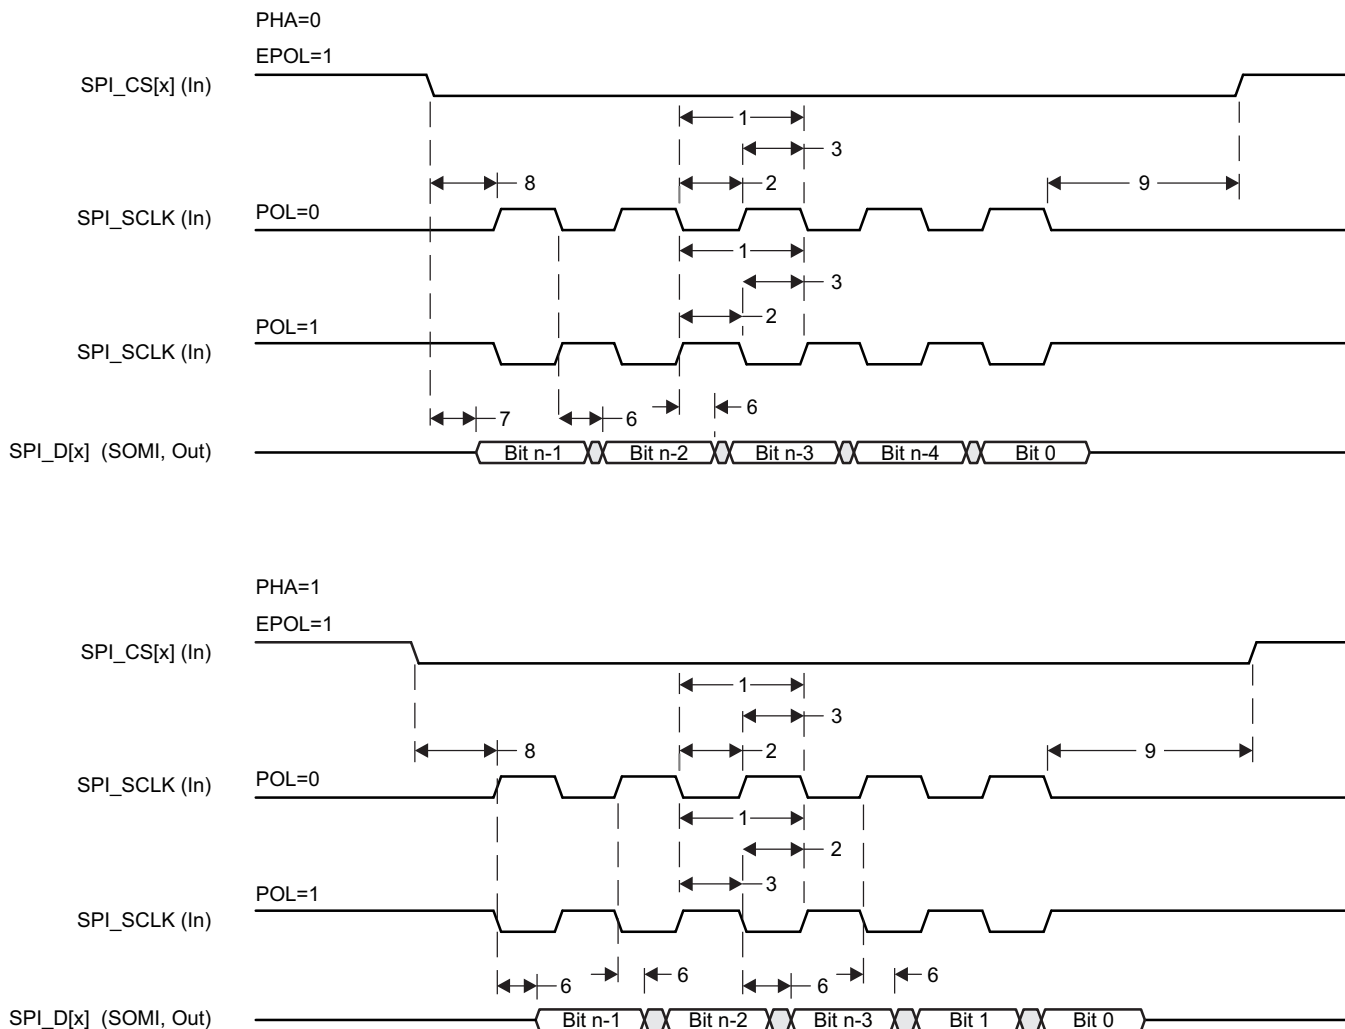 PHA=0
EPOL=1
SPI_CS[x] (In)
1
3
8
2
9
SPI_SCLK (In)
POL=0
1
3
2
POL=1
SPI_SCLK (In)
7
6
6
SPI_D[x] (SOMI, Out)
Bit n-1
Bit n-2
Bit n-3
Bit n-4
Bit 0
PHA=1
EPOL=1
SPI_CS[x] (In)
1
3
8
2
9
SPI_SCLK (In)
POL=0
1
2
3
POL=1
SPI_SCLK (In)
6
6
6
6
SPI_D[x] (SOMI, Out)
Bit n-1
Bit n-2
Bit n-3
Bit 1
Bit 0